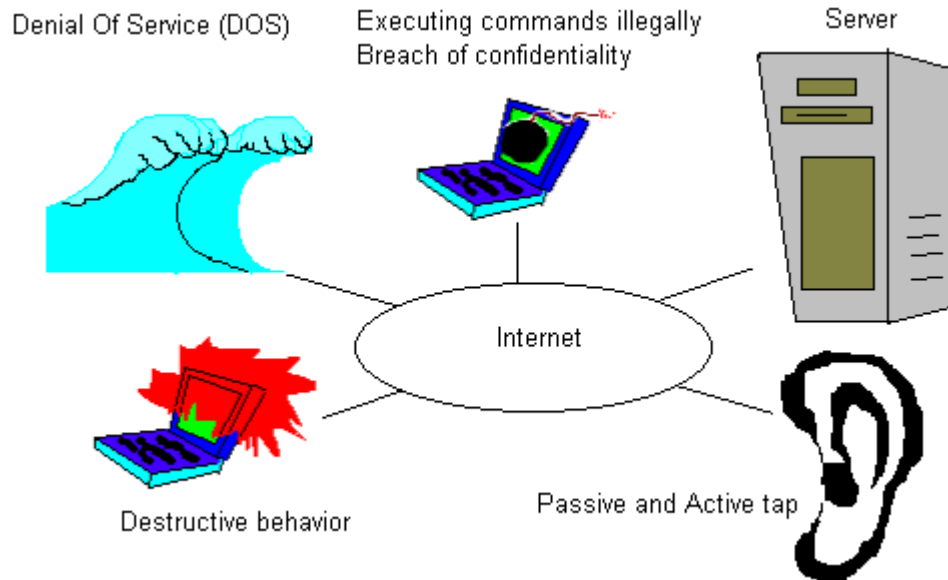 Denial Of Service (DOS)
Executing commands illegally
Breach of confidentiality
Server
Internet
Destructive behavior
Passive and Active tap